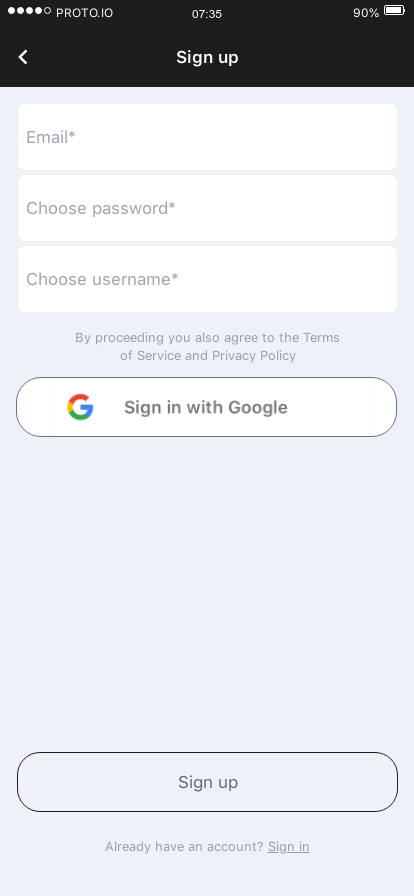 PROTO.IO 07:35 90%
Sign up
Email*
Choose password*
Choose username*
By proceeding you also agree to the Terms
of Service and Privacy Policy
Sign in with Google
Sign up
Already have an account? Sign in